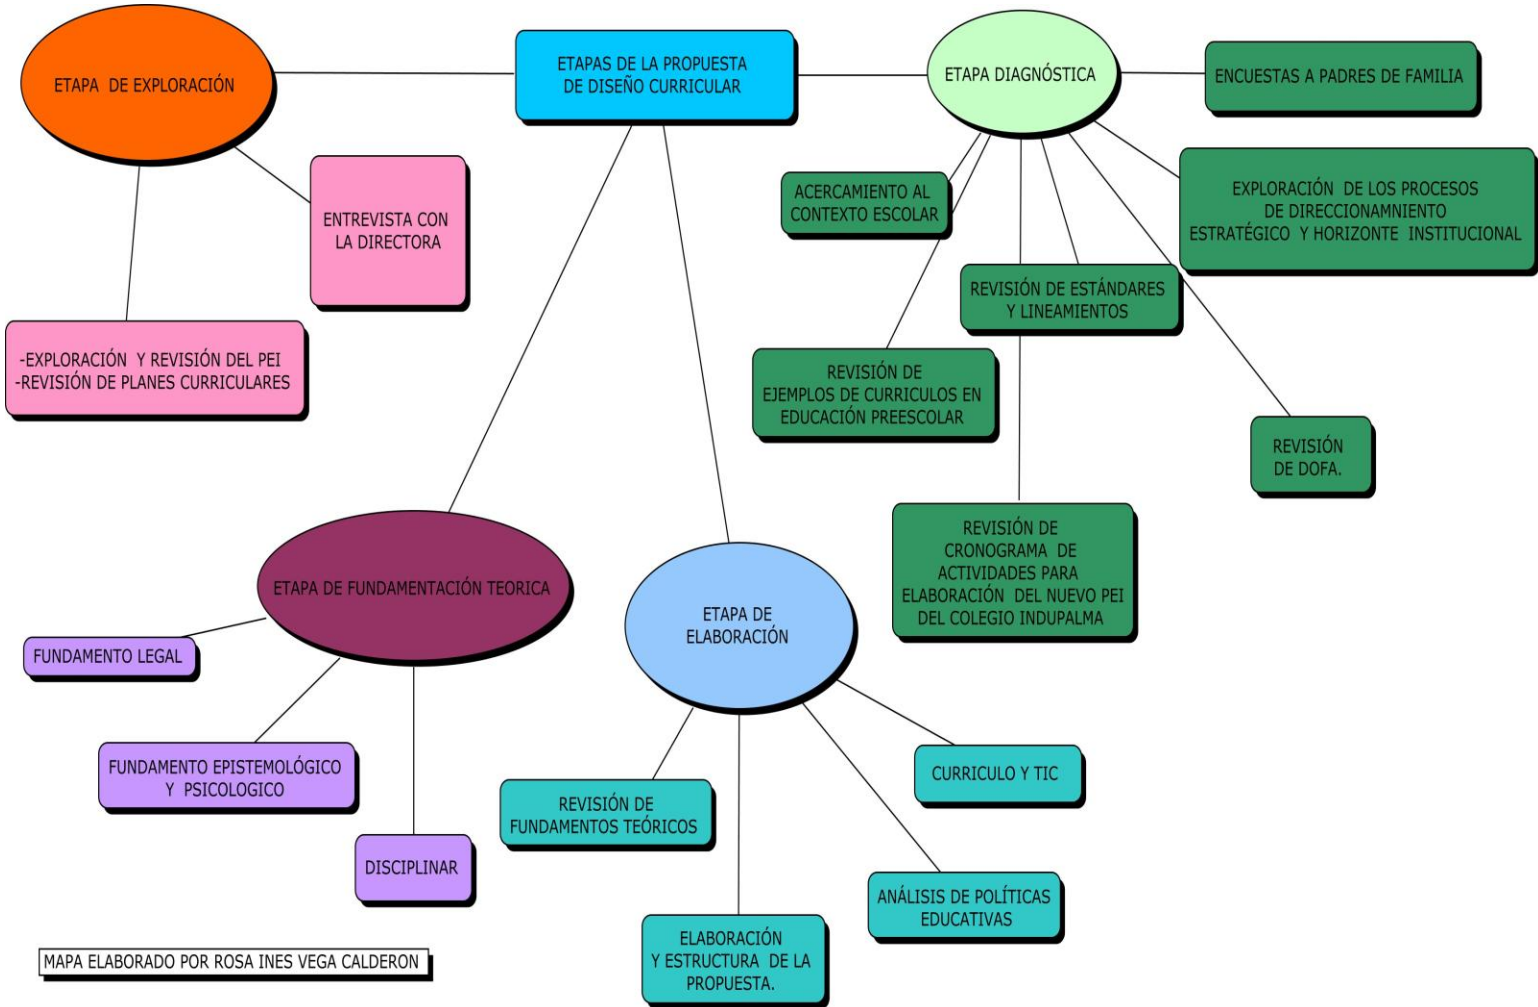 ETAPAS DE LA PROPUESTA
DE DISEÑO CURRICULAR
ETAPA DE EXPLORACIÓN
ENTREVISTA CON
LA DIRECTORA
-EXPLORACIÓN Y REVISIÓN DEL PEI
-REVISIÓN DE PLANES CURRICULARES
ETAPA DIAGNÓSTICA
ENCUESTAS A PADRES DE FAMILIA
EXPLORACIÓN DE LOS PROCESOS
DE DIRECCIONAMNIENTO
ESTRATÉGICO Y HORIZONTE INSTITUCIONAL
ACERCAMIENTO AL
CONTEXTO ESCOLAR
REVISIÓN DE ESTÁNDARES
Y LINEAMIENTOS
REVISIÓN DE
EJEMPLOS DE CURRICULOS EN
EDUCACIÓN PREESCOLAR
REVISIÓN
DE DOFA.
REVISIÓN DE
CRONOGRAMA DE
ACTIVIDADES PARA
ELABORACIÓN DEL NUEVO PEI
DEL COLEGIO INDUPALMA
ETAPA DE FUNDAMENTACIÓN TEORICA
FUNDAMENTO LEGAL
FUNDAMENTO EPISTEMOLÓGICO
Y PSICOLOGICO
DISCIPLINAR
ETAPA DE
ELABORACIÓN
REVISIÓN DE
FUNDAMENTOS TEÓRICOS
ELABORACIÓN
Y ESTRUCTURA DE LA
PROPUESTA.
ANÁLISIS DE POLÍTICAS
EDUCATIVAS
CURRICULO Y TIC
MAPA ELABORADO POR ROSA INES VEGA CALDERON